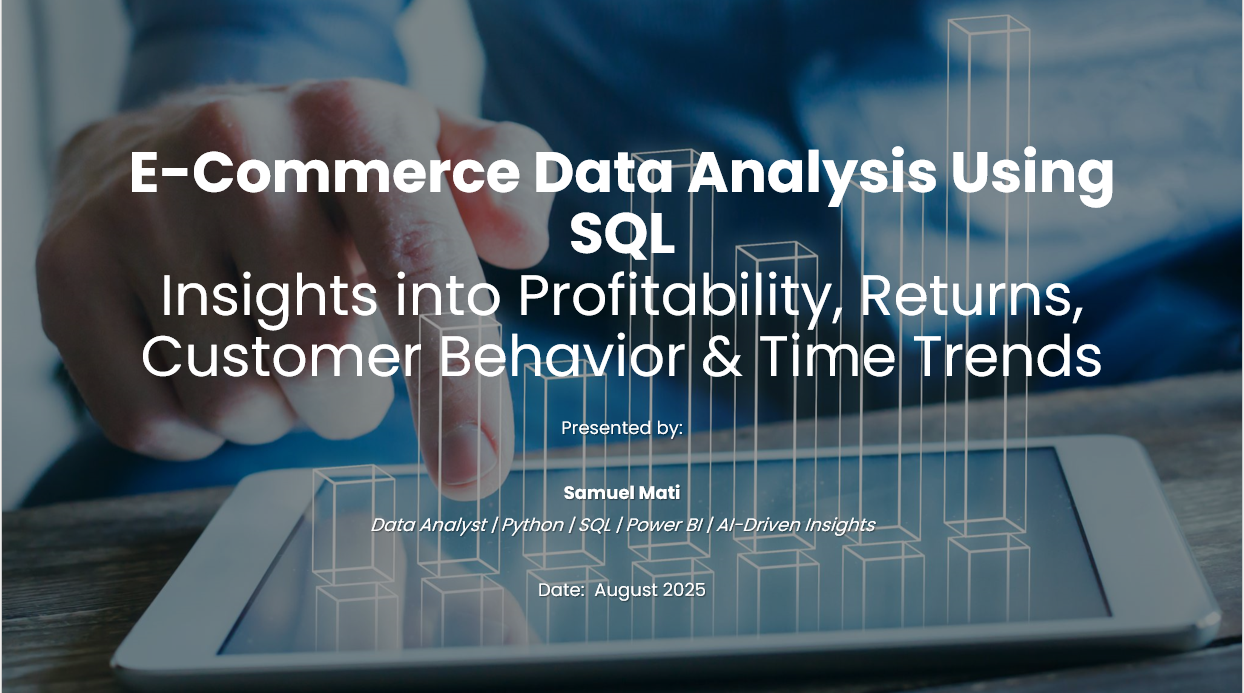 E-Commerce Data Analysis Using
SQL
Insights into Profitability, Returns,
Customer Behavior & Time Trends
Presented by:
Samuel Mati
Data Analyst | Python | SQL | Power BI | AI-Driven Insights
Date:  August 2025